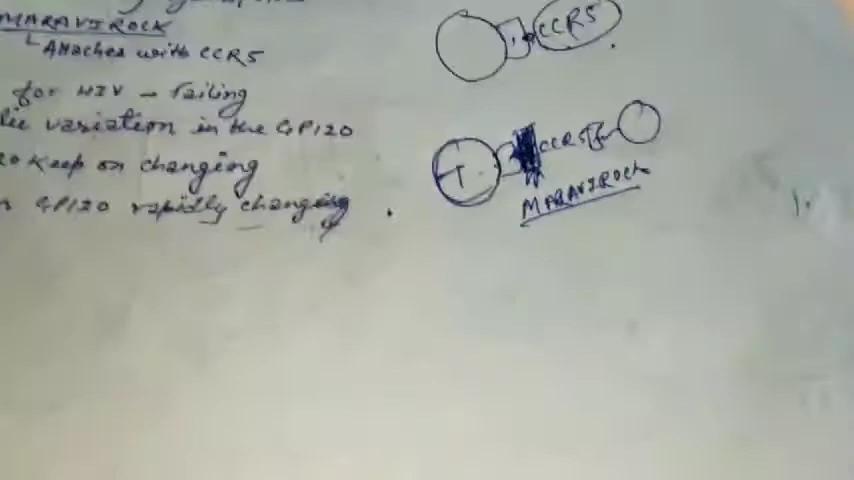 MARAVIROCK
Attaches with CCR5
for HIV - Failing
variation in the GP120
keep on changing
GP120 rapidly changing .
CCR5
T CCR5
MARAVIROCK